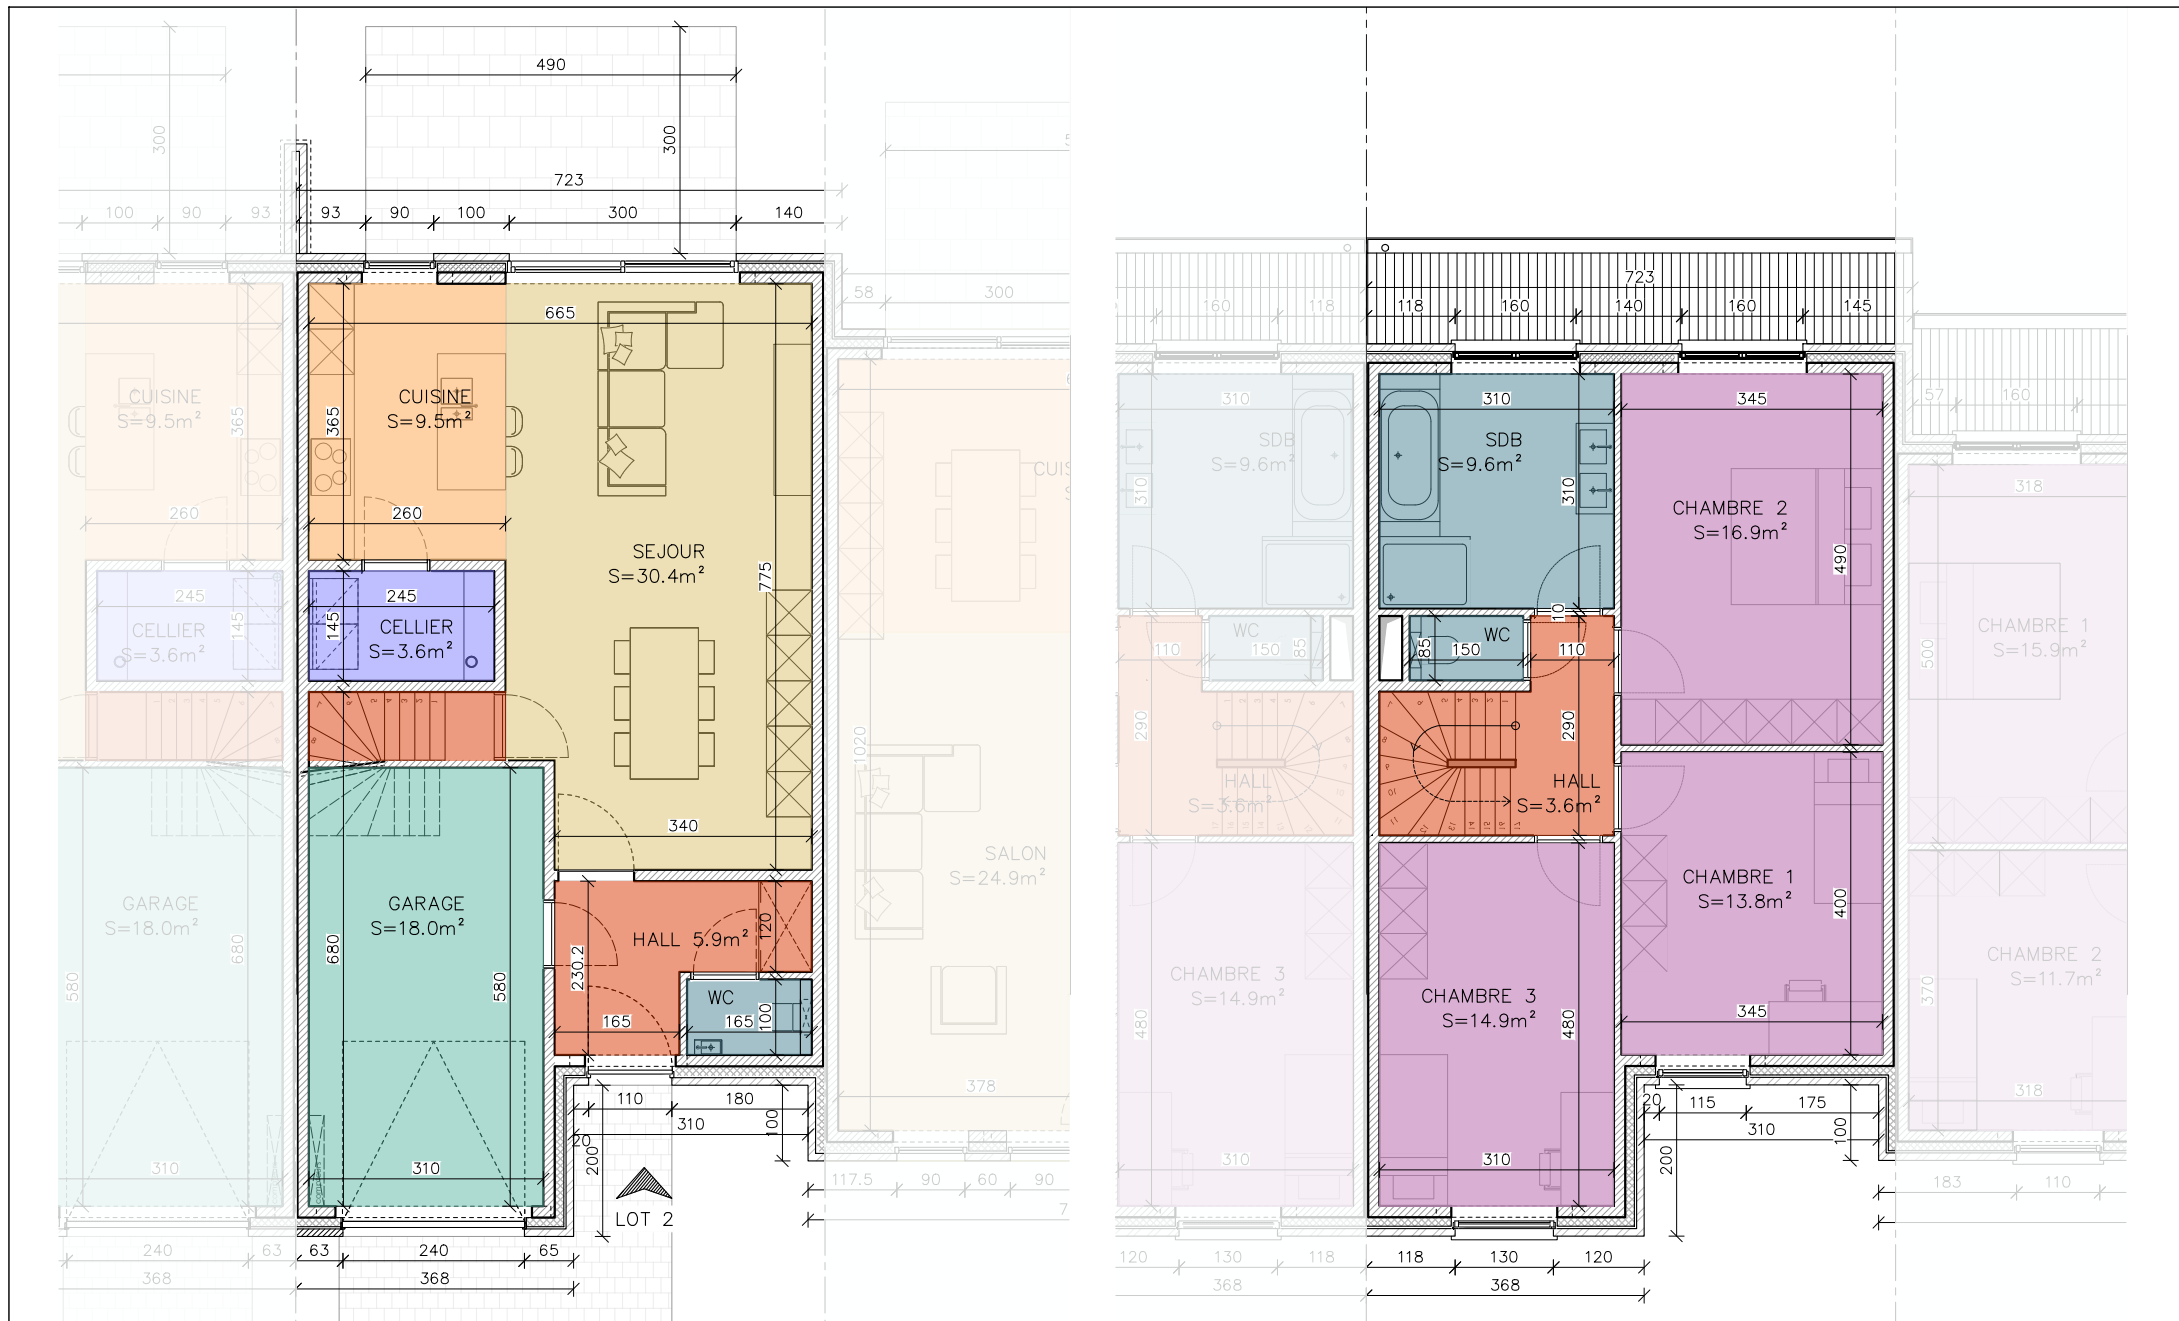 490
300
300
723
100 90 93 93 90 100 300 140
58 300
665
CUISINE
S=9.5m²
365
CUISINE
S=9.5m²
365
260
260
SEJOUR
S=30.4m²
775
245
CELLIER
S=3.6m²
145
245
CELLIER
S=3.6m²
145
1020
340
SALON
S=24.9m²
GARAGE
S=18.0m²
680
580
GARAGE
S=18.0m²
680
580
HALL 5.9m²
120
230.2
WC
165
165
100
378
310
310
110 180
310
20
200
100
LOT 2
117.5 90 60 90
240 63 63 240 65
368
368
723
160 118 118 160 140 160 145
57 160
310
310
345
318
SDB
S=9.6m²
310
SDB
S=9.6m²
310
CHAMBRE 2
S=16.9m²
490
10
WC
110 150 85
WC
85 150 110
CHAMBRE 1
S=15.9m²
500
290
290
HALL
S=3.6m²
HALL
S=3.6m²
CHAMBRE 1
S=13.8m²
400
CHAMBRE 3
S=14.9m²
480
CHAMBRE 3
S=14.9m²
480
CHAMBRE 2
S=11.7m²
370
345
318
20 115 175
310
100
200
310
310
183 110
120 130 118 118 130 120
368
368